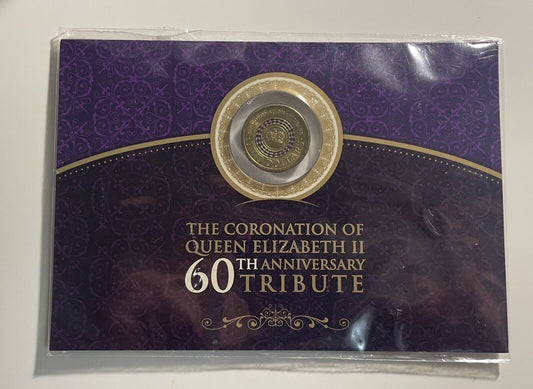 THE CORONATION OF
QUEEN ELIZABETH II
60TH ANNIVERSARY
TRIBUTE